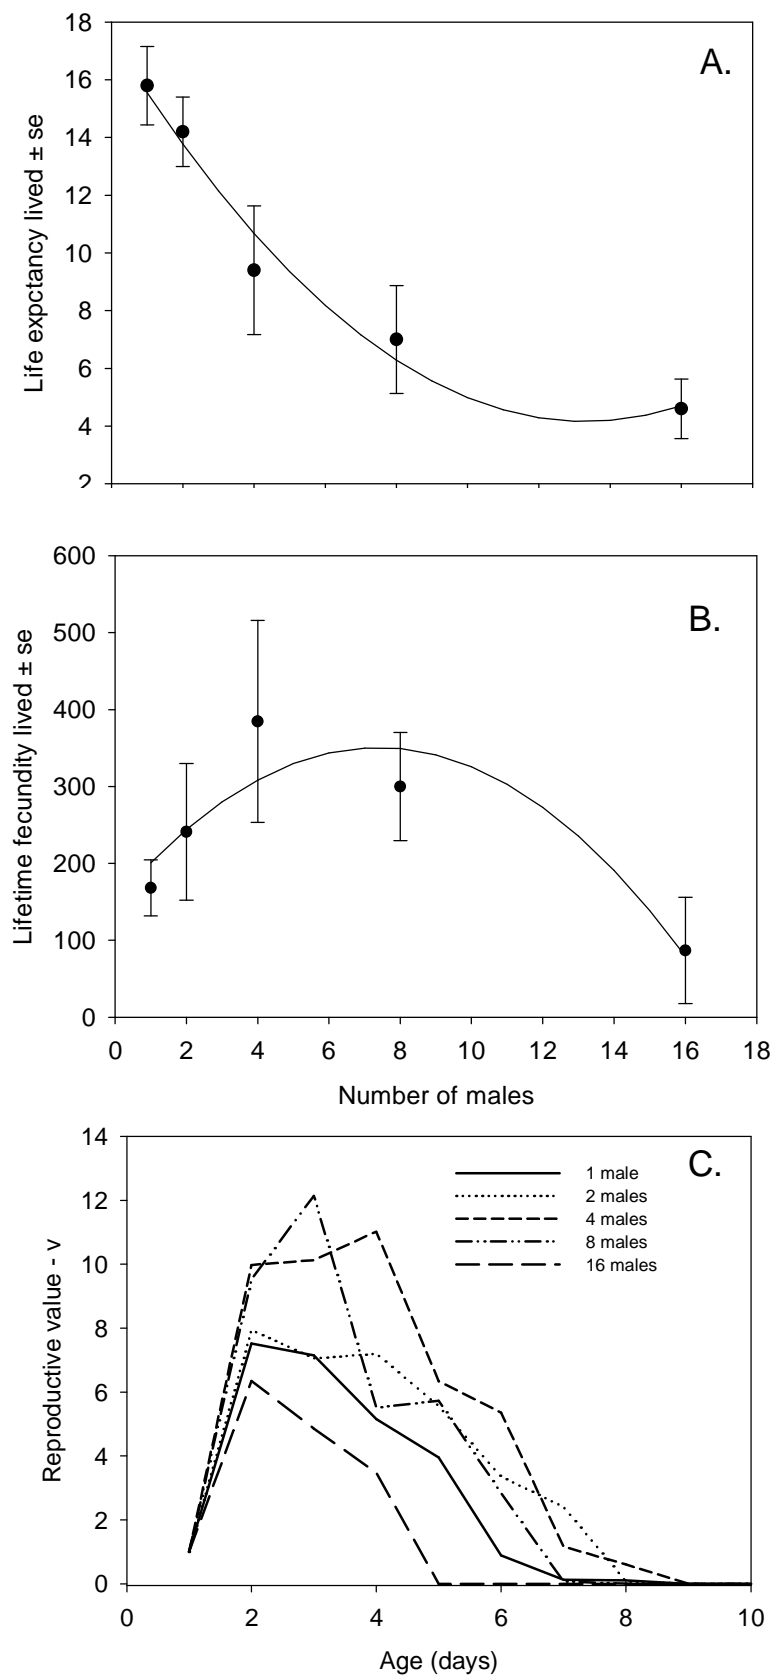 18
16
14
12
10
8
6
4
2
Life expctancy lived ± se
A.
600
500
400
300
200
100
0
Lifetime fecundity lived ± se
B.
0 2 4 6 8 10 12 14 16 18
Number of males
14
12
10
8
6
4
2
0
Reproductive value - v
C.
1 male
2 males
4 males
8 males
16 males
0 2 4 6 8 10
Age (days)